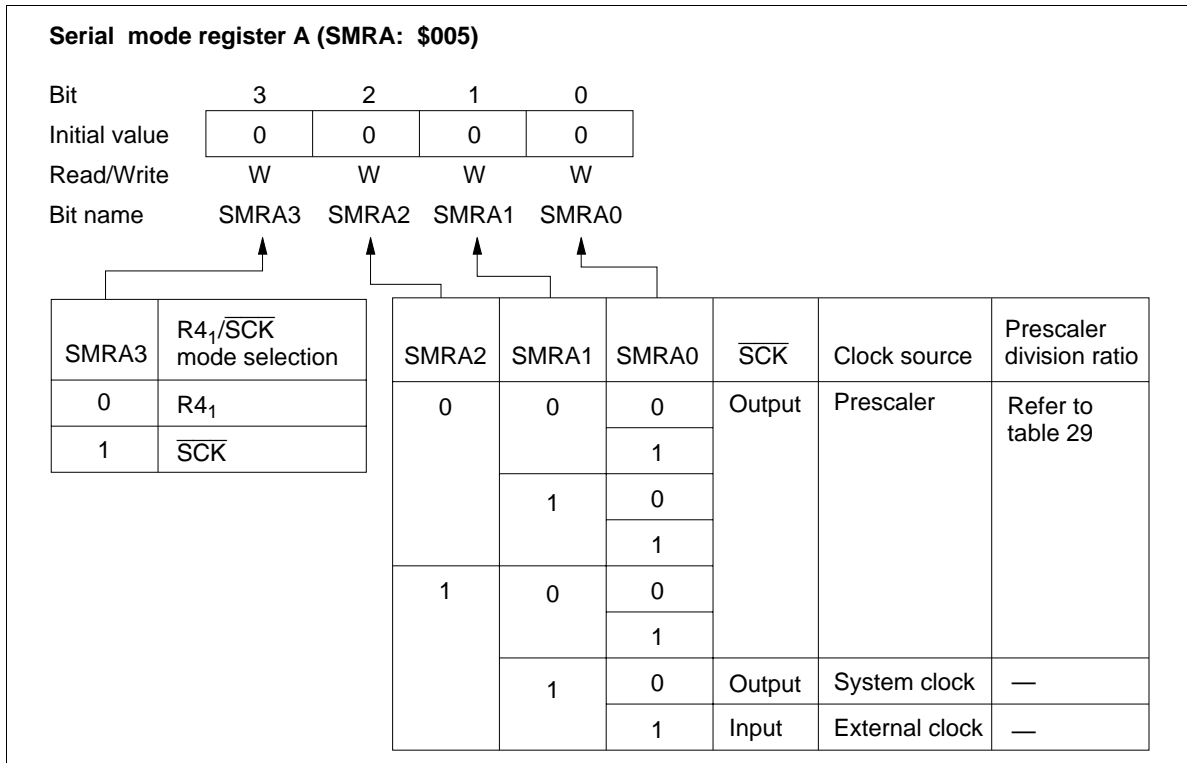 Serial mode register A (SMRA: $005)
Bit 3 2 1 0
Initial value 0 0 0 0
Read/Write W W W W
Bit name SMRA3 SMRA2 SMRA1 SMRA0
SMRA3 R4₁/S̅C̅K̅ mode selection
0 R4₁
1 S̅C̅K̅
SMRA2 SMRA1 SMRA0 S̅C̅K̅ Clock source Prescaler division ratio
0 0 0 Output Prescaler Refer to table 29
1
1 0
1
1 0 0
1
1 0 Output System clock —
1 Input External clock —